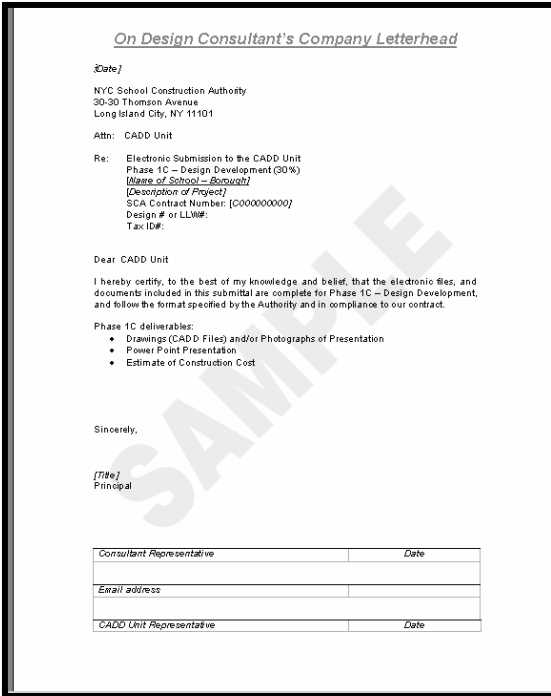 On Design Consultant's Company Letterhead
[Date]
NYC School Construction Authority
30-30 Thomson Avenue
Long Island City, NY 11101
Attn: CADD Unit
Re: Electronic Submission to the CADD Unit
Phase 1C – Design Development (30%)
[Name of School – Borough]
[Description of Project]
SCA Contract Number: [C000000000]
Design # or LLW#:
Tax ID#:
Dear CADD Unit
I hereby certify, to the best of my knowledge and belief, that the electronic files, and
documents included in this submittal are complete for Phase 1C – Design Development,
and follow the format specified by the Authority and in compliance to our contract.
Phase 1C deliverables:
• Drawings (CADD Files) and/or Photographs of Presentation
• Power Point Presentation
• Estimate of Construction Cost
SAMPLE
Sincerely,
[Title]
Principal
Consultant Representative Date
Email address
CADD Unit Representative Date